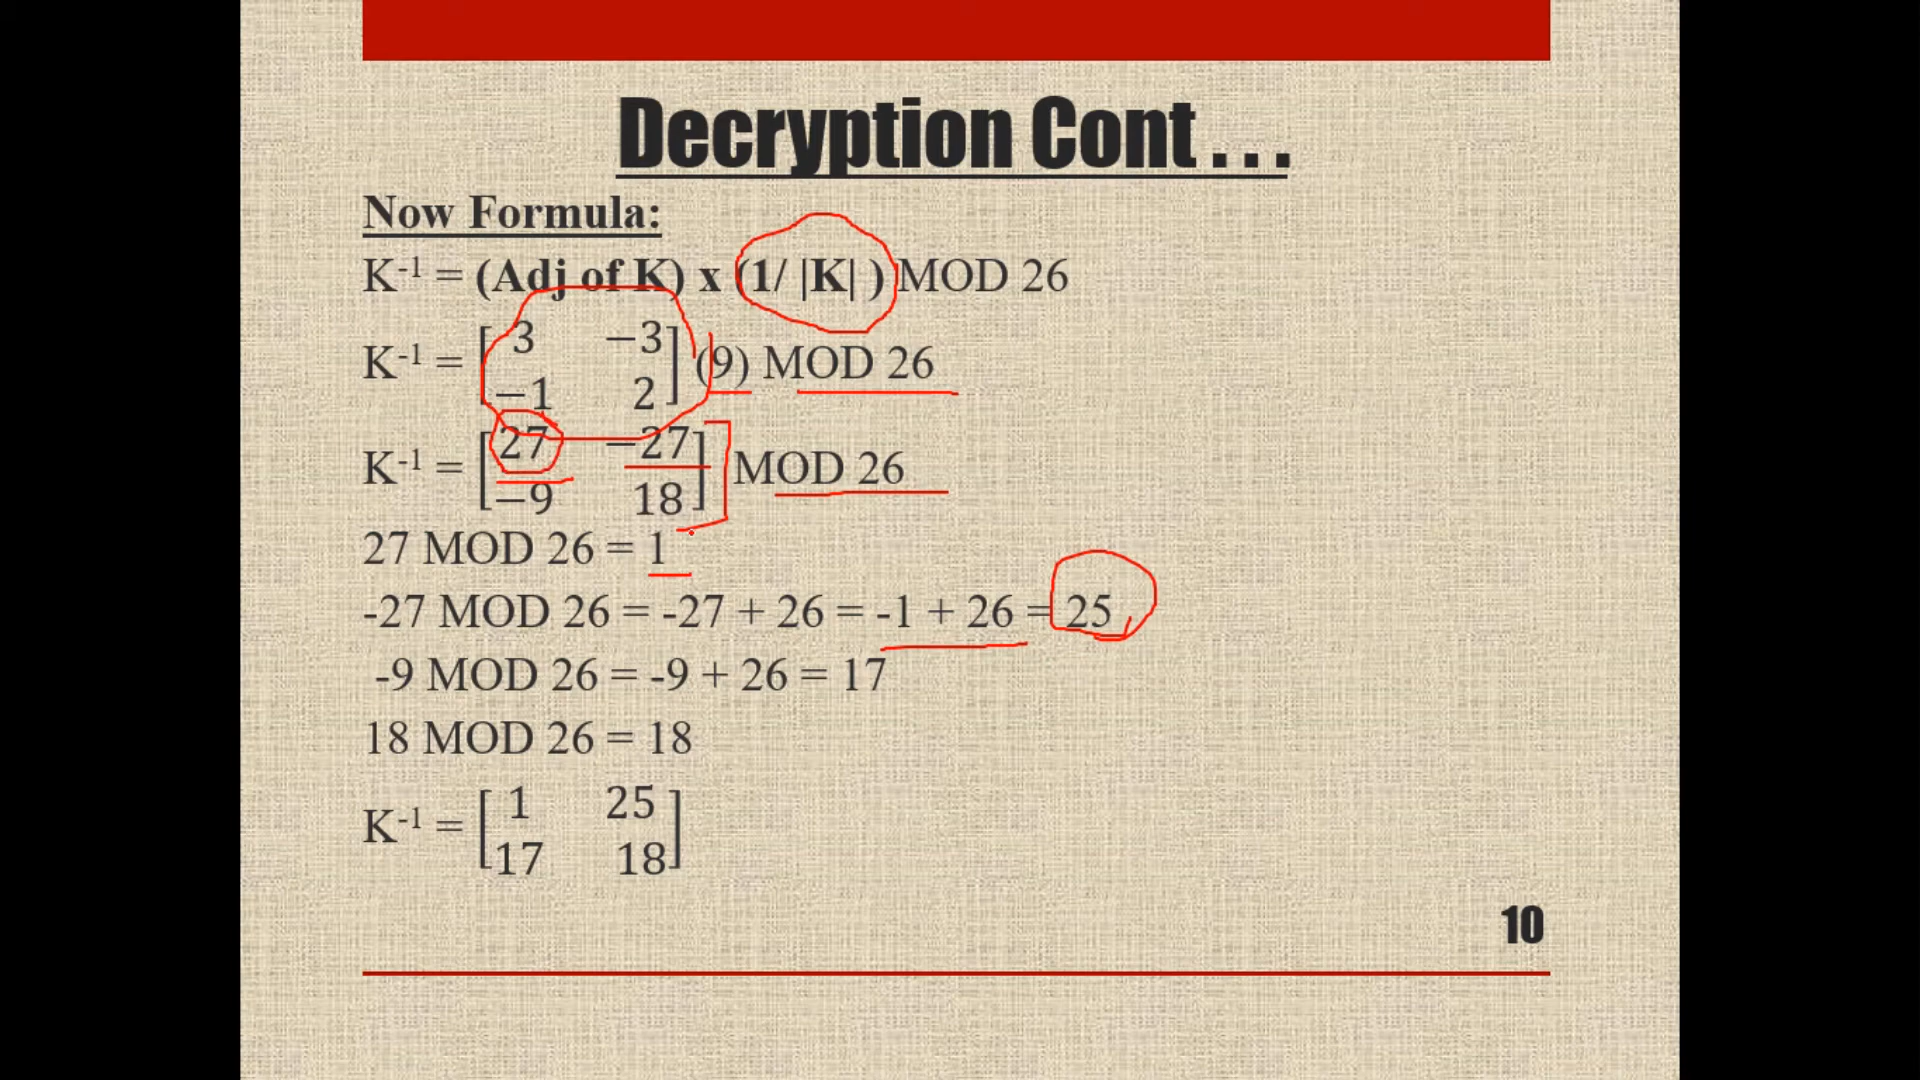 Decryption Cont . . .
Now Formula:
K⁻¹ = (Adj of K) x (1/ |K| ) MOD 26
K⁻¹ = [3 −3
−1 2] (9) MOD 26
K⁻¹ = [27 −27
−9 18] MOD 26
27 MOD 26 = 1
-27 MOD 26 = -27 + 26 = -1 + 26 = 25
-9 MOD 26 = -9 + 26 = 17
18 MOD 26 = 18
K⁻¹ = [1 25
17 18]
10